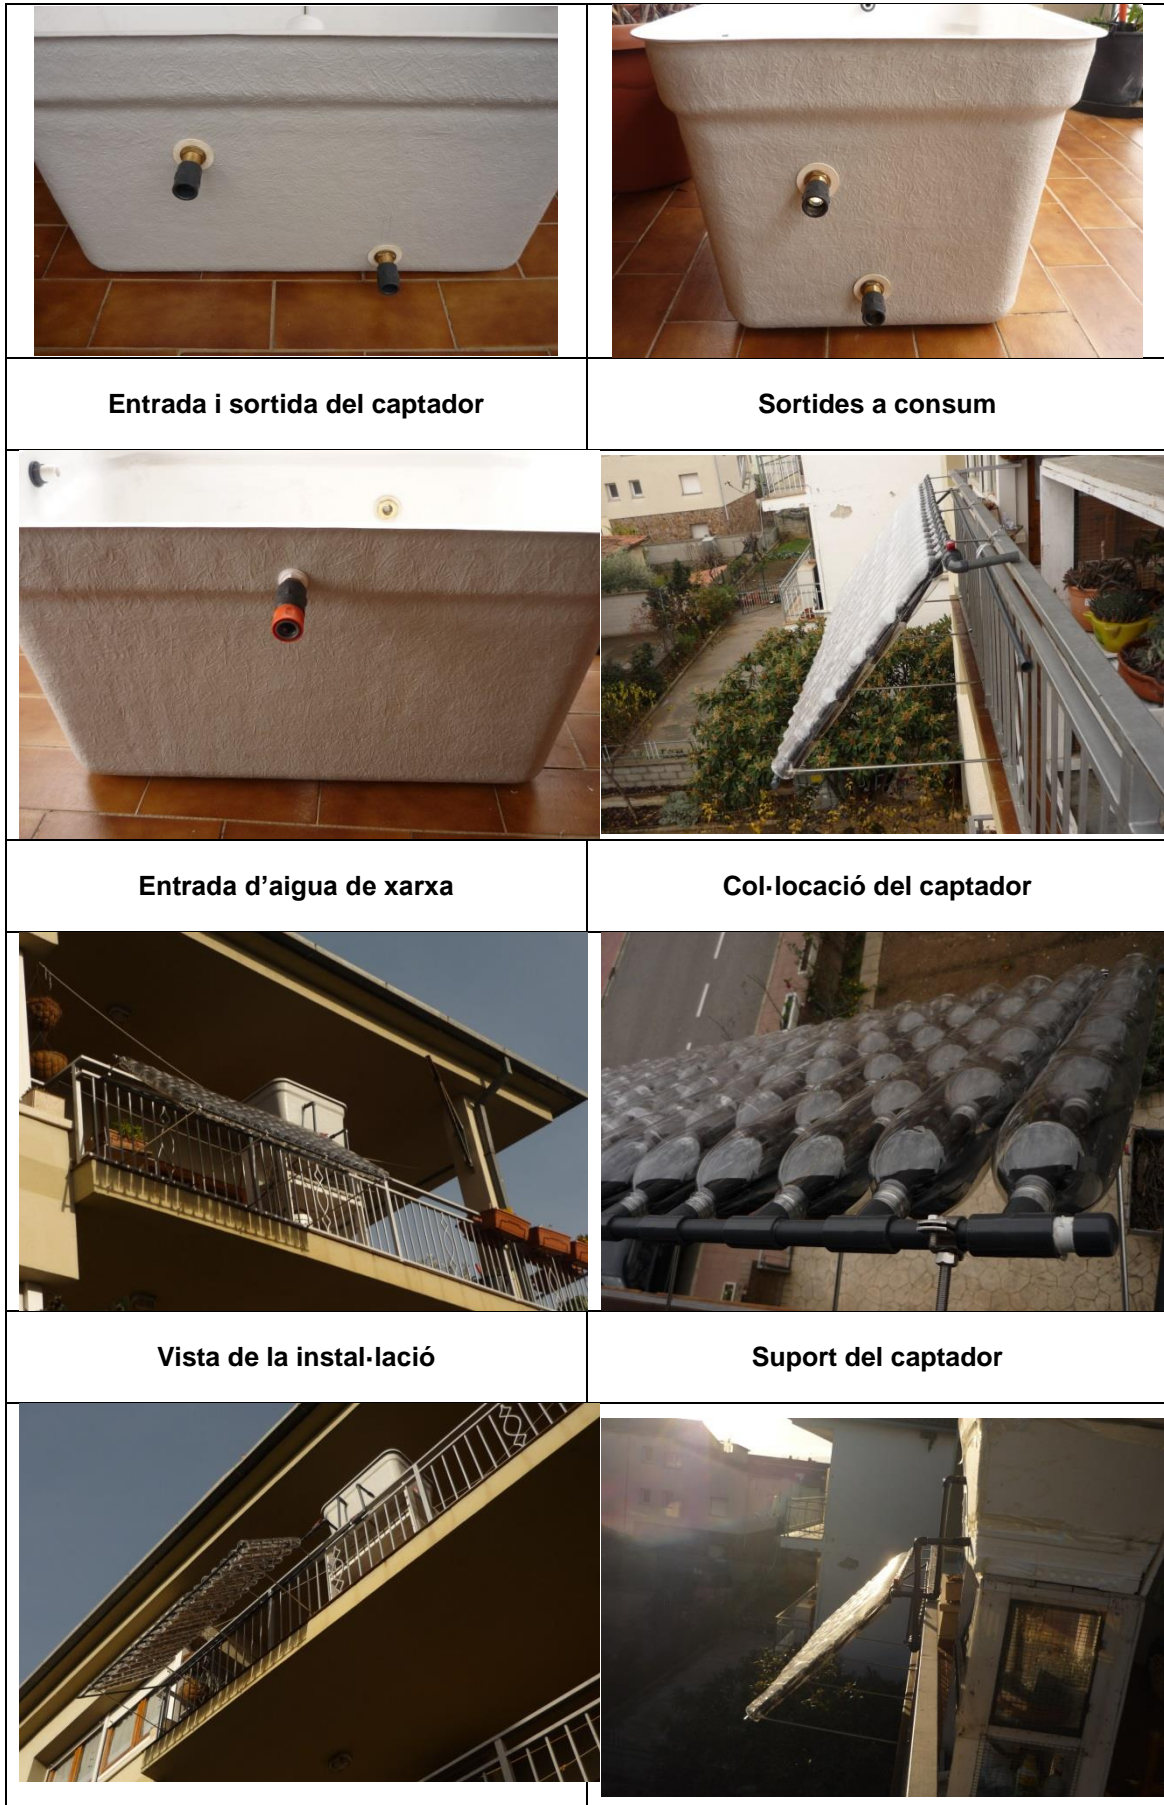 Entrada i sortida del captador
Sortides a consum
Entrada d’aigua de xarxa
Col·locació del captador
Vista de la instal·lació
Suport del captador